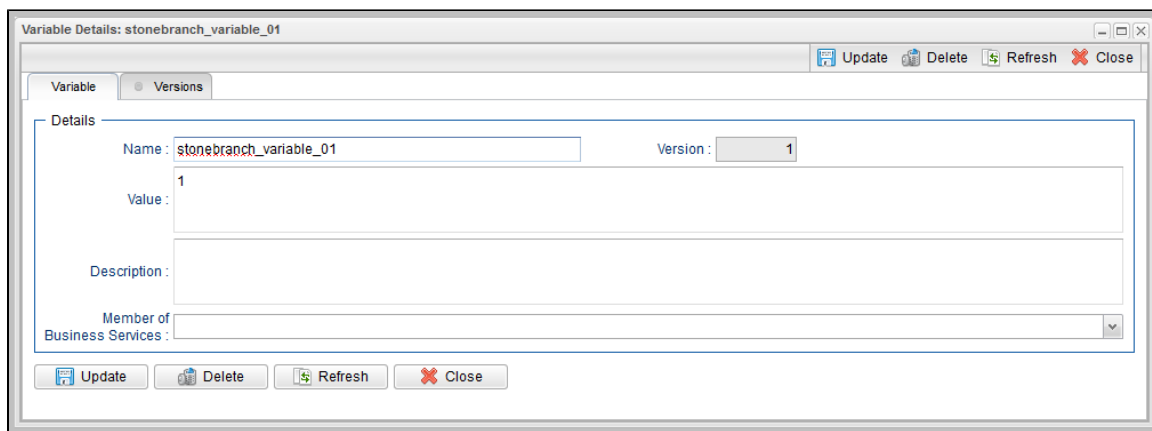 Variable Details: stonebranch_variable_01
Update Delete Refresh Close
Variable Versions
Details
Name : stonebranch_variable_01 Version : 1
Value : 1
Description :
Member of
Business Services :
Update Delete Refresh Close